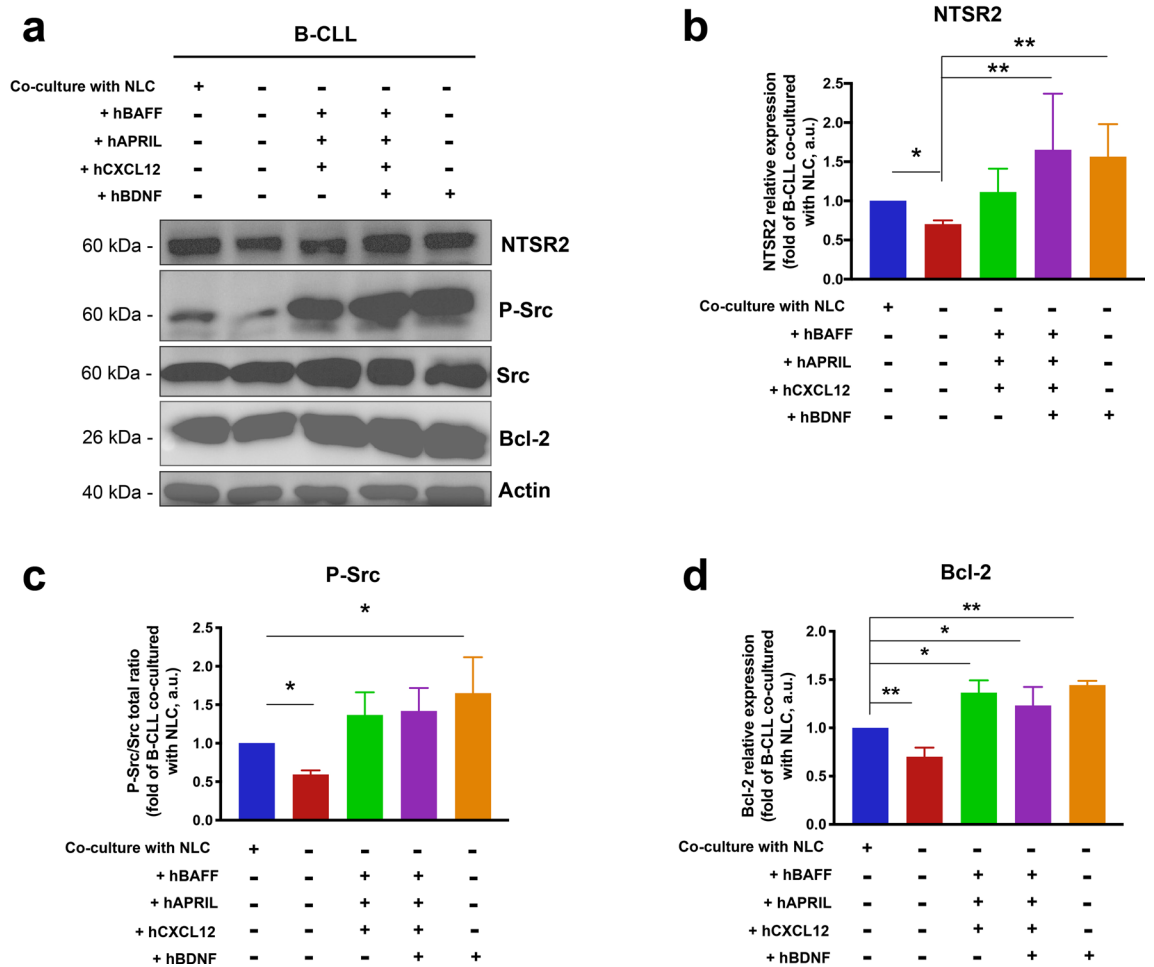 a
B-CLL
Co-culture with NLC + - - - -
+ hBAFF - - + + -
+ hAPRIL - - + + -
+ hCXCL12 - - + + -
+ hBDNF - - - + +
60 kDa - NTSR2
60 kDa - P-Src
60 kDa - Src
26 kDa - Bcl-2
40 kDa - Actin
b
NTSR2
NTSR2 relative expression
(fold of B-CLL co-cultured
with NLC, a.u.)
2.5
2.0
1.5
1.0
0.5
0.0
*
**
**
Co-culture with NLC + - - - -
+ hBAFF - - + + -
+ hAPRIL - - + + -
+ hCXCL12 - - + + -
+ hBDNF - - - + +
c
P-Src
P-Src/Src total ratio
(fold of B-CLL co-cultured
with NLC, a.u.)
2.5
2.0
1.5
1.0
0.5
0.0
*
*
Co-culture with NLC + - - - -
+ hBAFF - - + + -
+ hAPRIL - - + + -
+ hCXCL12 - - + + -
+ hBDNF - - - + +
d
Bcl-2
Bcl-2 relative expression
(fold of B-CLL co-cultured
with NLC, a.u.)
2.0
1.5
1.0
0.5
0.0
**
*
*
**
Co-culture with NLC + - - - -
+ hBAFF - - + + -
+ hAPRIL - - + + -
+ hCXCL12 - - + + -
+ hBDNF - - - + +